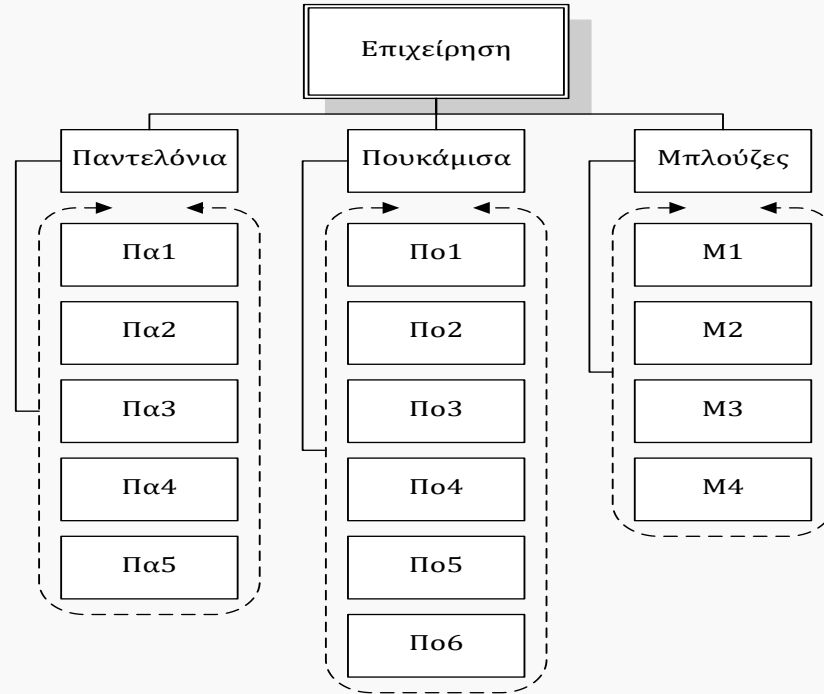 Επιχείρηση
Παντελόνια
Πα1
Πα2
Πα3
Πα4
Πα5
Πουκάμισα
Πο1
Πο2
Πο3
Πο4
Πο5
Πο6
Μπλούζες
Μ1
Μ2
Μ3
Μ4